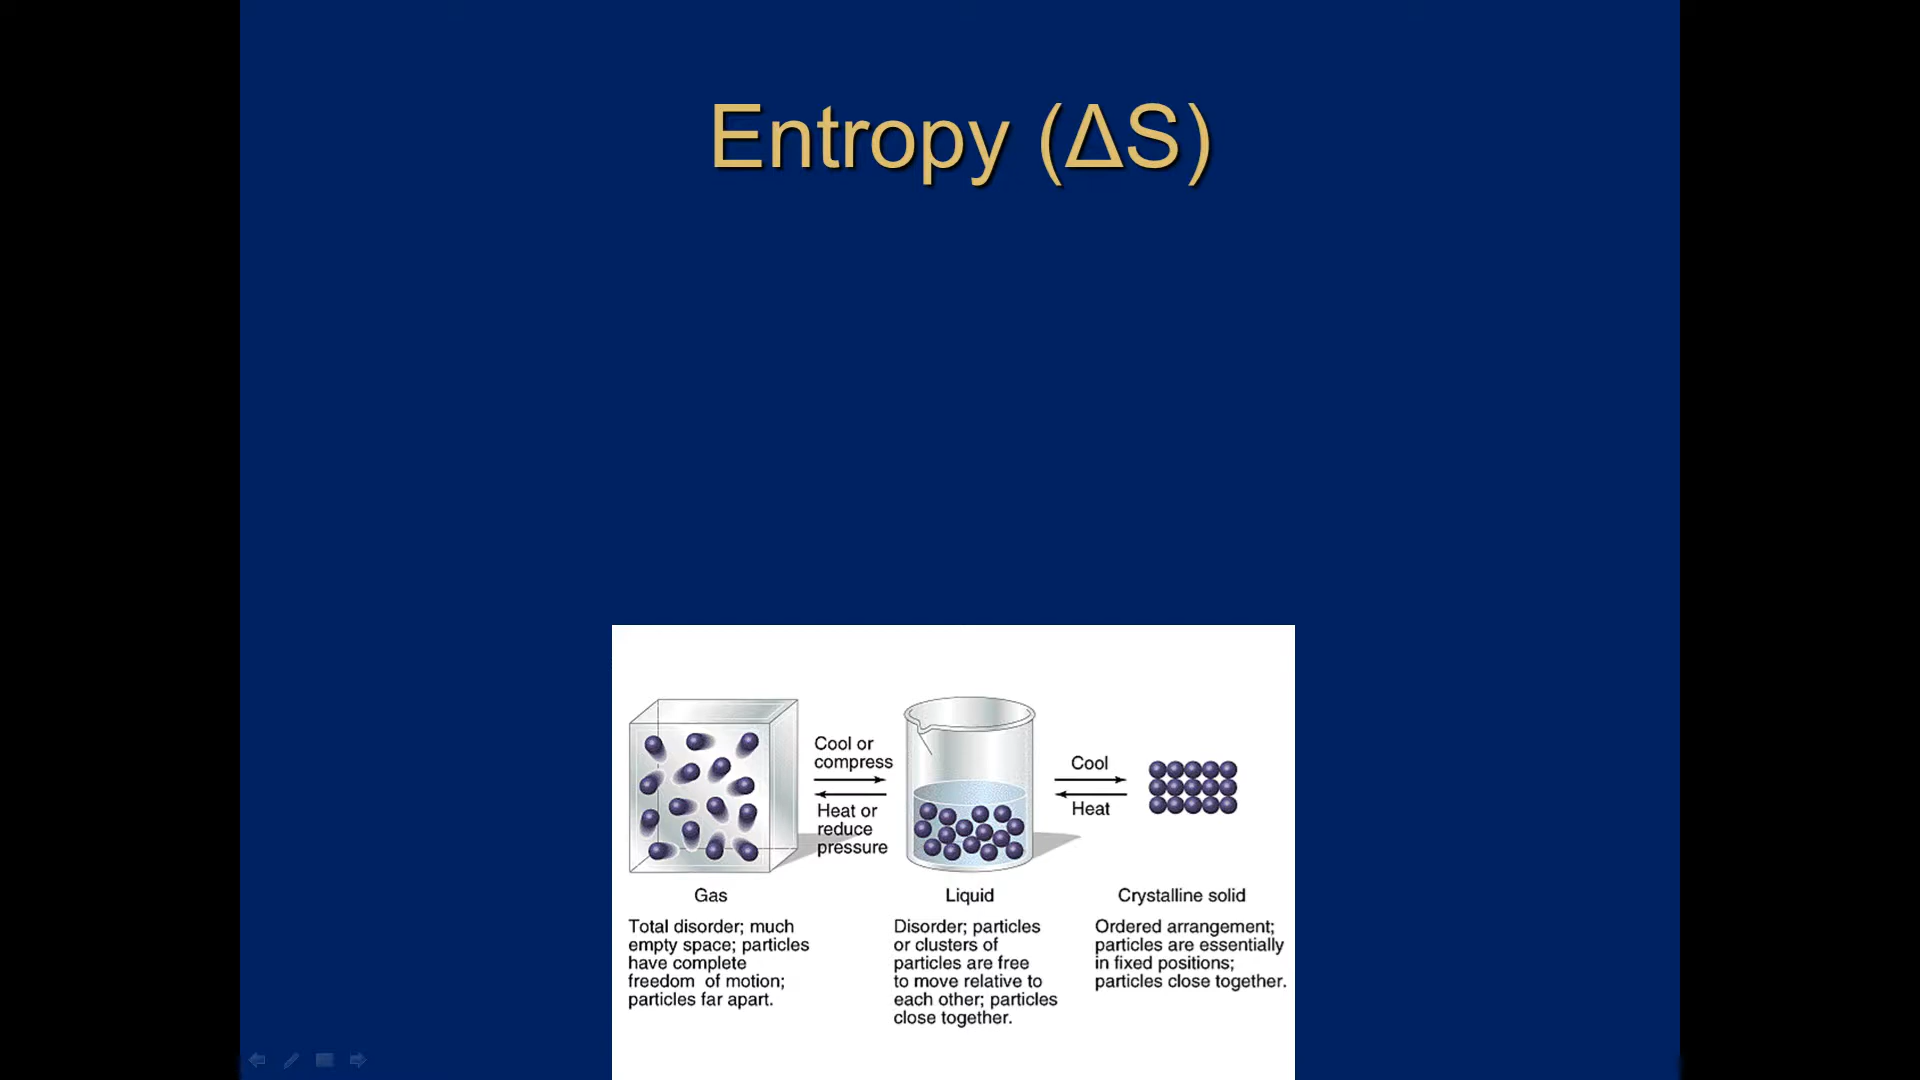 Entropy (ΔS)
Cool or
compress
Heat or
reduce
pressure
Cool
Heat
Gas
Total disorder; much
empty space; particles
have complete
freedom of motion;
particles far apart.
Liquid
Disorder; particles
or clusters of
particles are free
to move relative to
each other; particles
close together.
Crystalline solid
Ordered arrangement;
particles are essentially
in fixed positions;
particles close together.